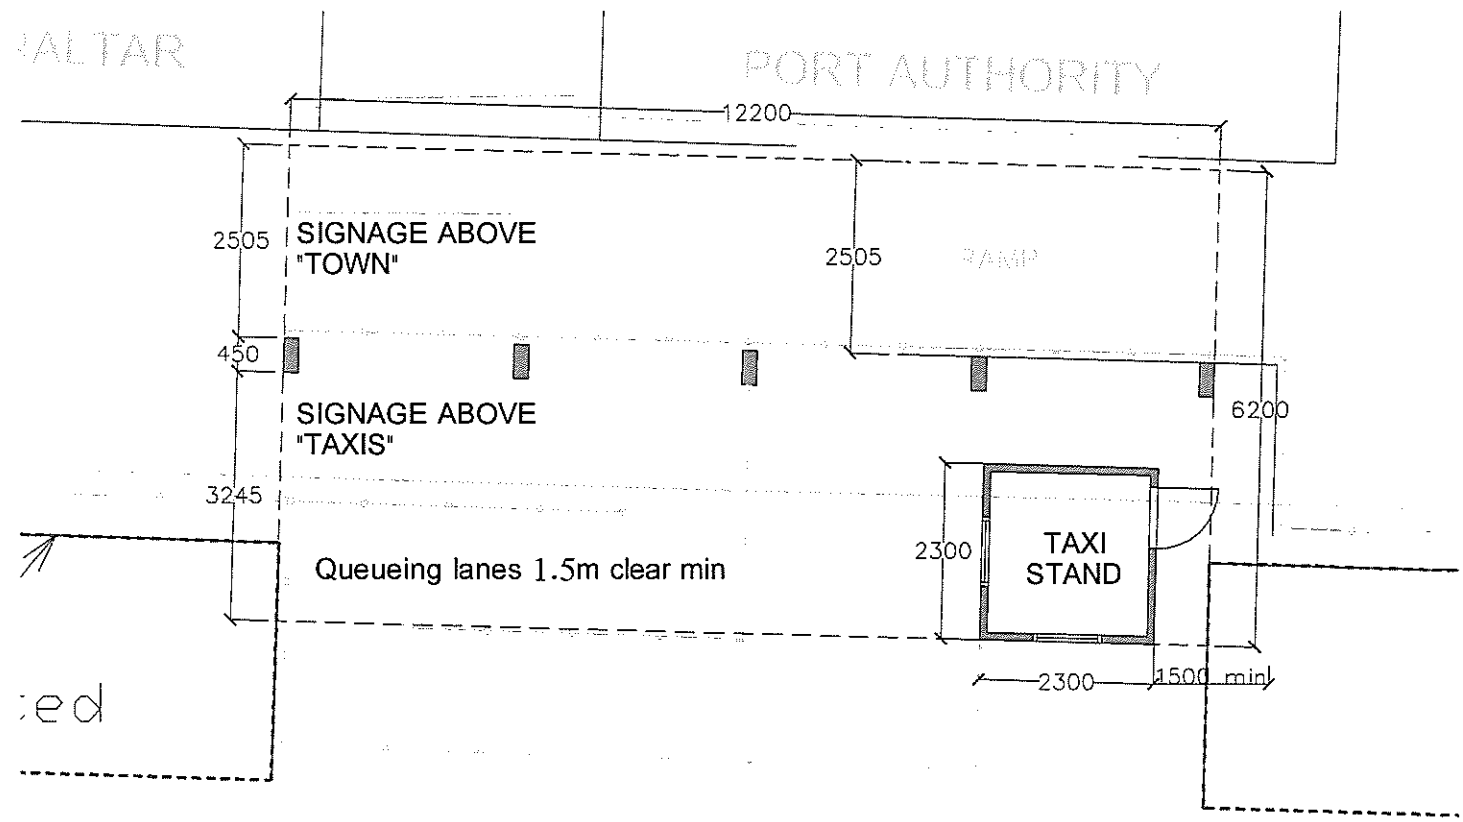 PORT AUTHORITY
12200
2505
SIGNAGE ABOVE
"TOWN"
2505
RAMP
450
SIGNAGE ABOVE
"TAXIS"
6200
3245
2300
TAXI
STAND
Queueing lanes 1.5m clear min
2300
1500 min